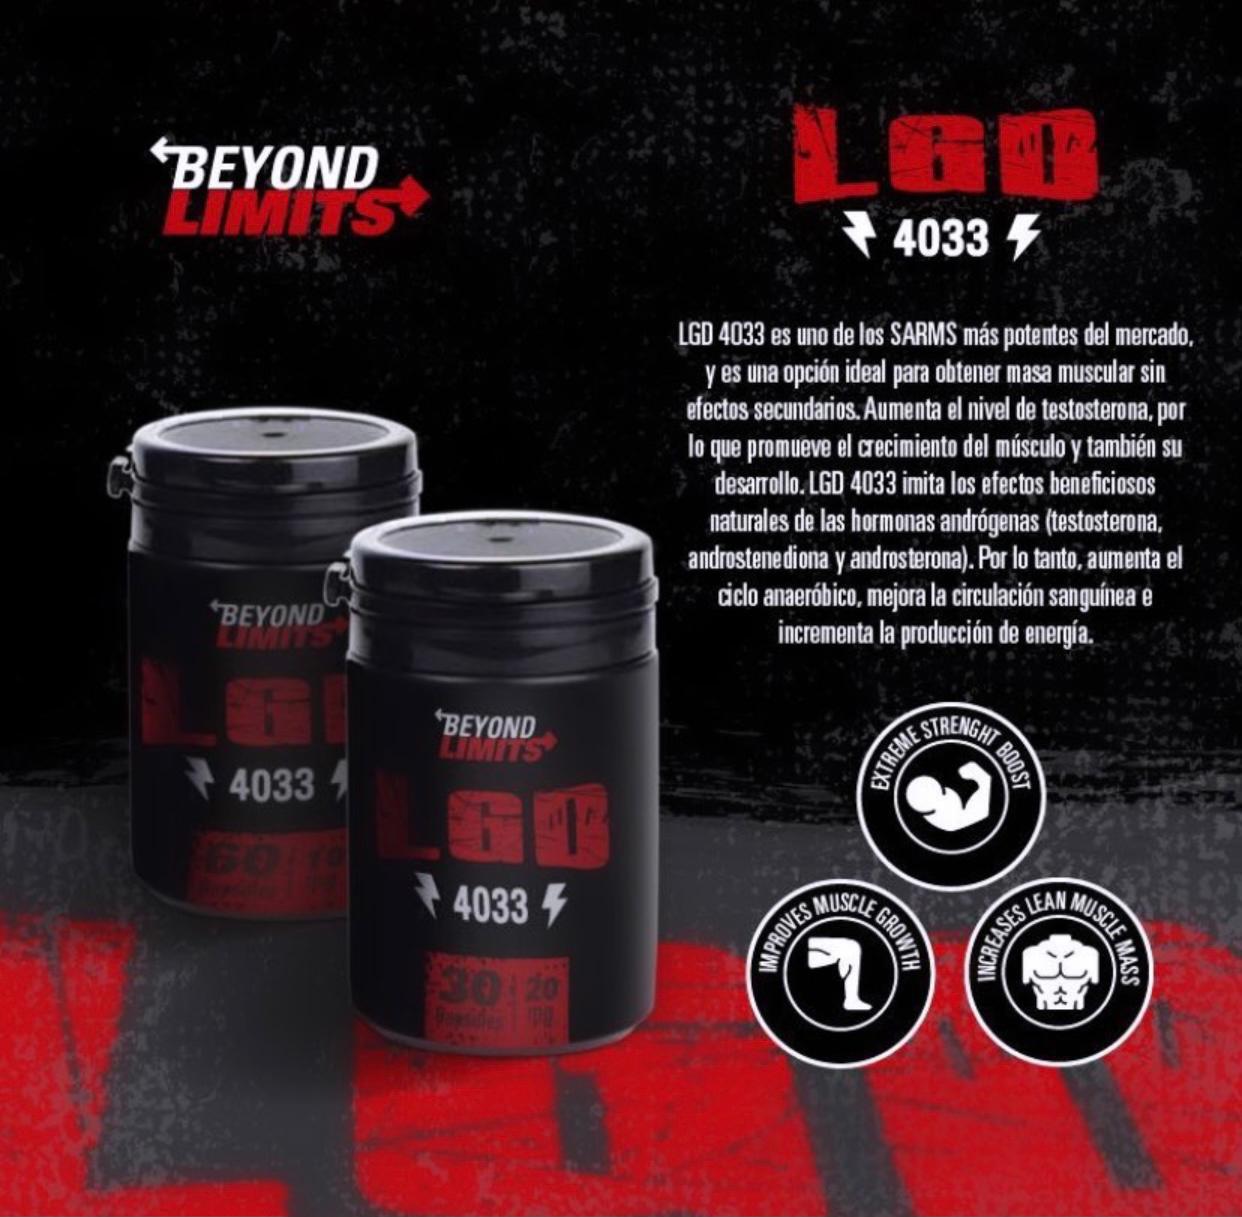 BEYOND
LIMITS
LGD
4033
LGD 4033 es uno de los SARMS más potentes del mercado,
y es una opción ideal para obtener masa muscular sin
efectos secundarios. Aumenta el nivel de testosterona, por
lo que promueve el crecimiento del músculo y también su
desarrollo. LGD 4033 imita los efectos beneficiosos
naturales de las hormonas andrógenas (testosterona,
androstenediona y androsterona). Por lo tanto, aumenta el
ciclo anaeróbico, mejora la circulación sanguínea e
incrementa la producción de energía.
BEYOND
LIMITS
4033
60
10
BEYOND
LIMITS
LGD
4033
30
20
mg
EXTREME STRENGHT BOOST
IMPROVES MUSCLE GROWTH
INCREASES LEAN MUSCLE MASS